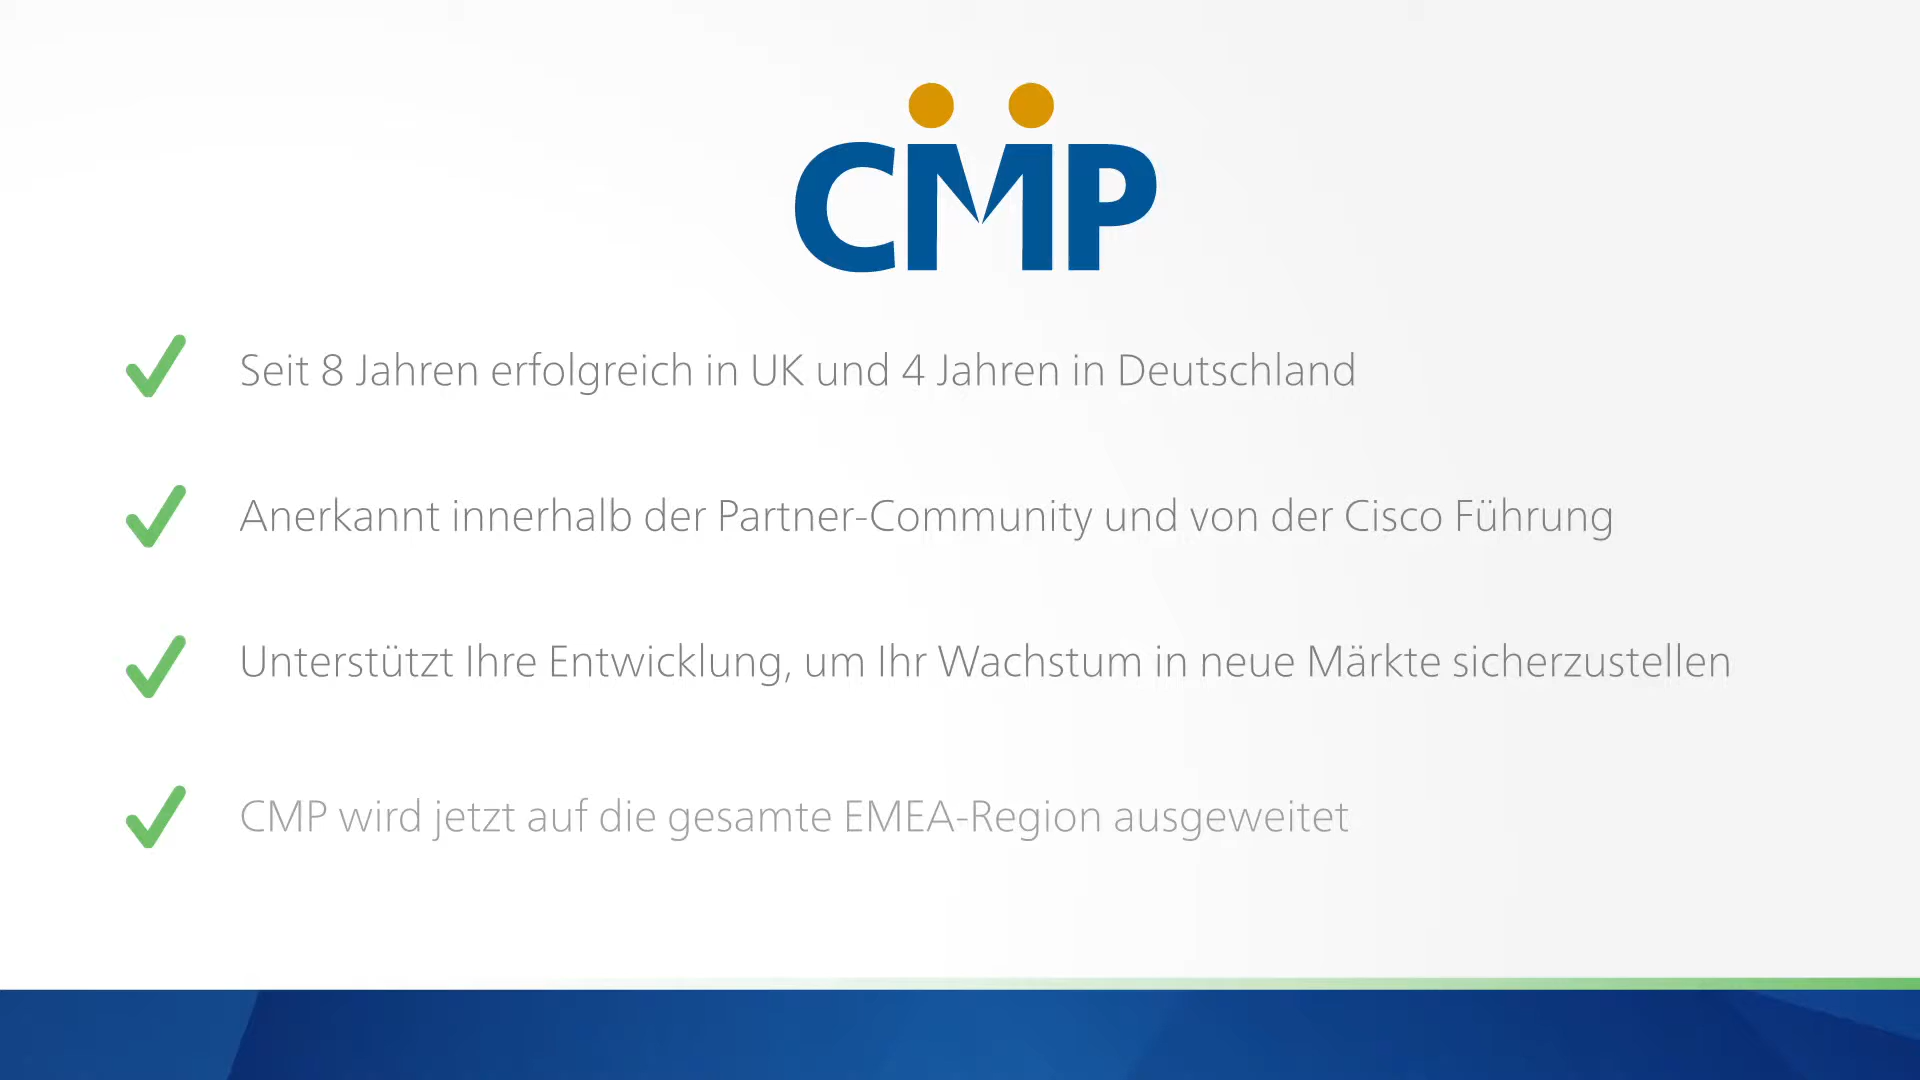 CMP
Seit 8 Jahren erfolgreich in UK und 4 Jahren in Deutschland
Anerkannt innerhalb der Partner-Community und von der Cisco Führung
Unterstützt Ihre Entwicklung, um Ihr Wachstum in neue Märkte sicherzustellen
CMP wird jetzt auf die gesamte EMEA-Region ausgeweitet